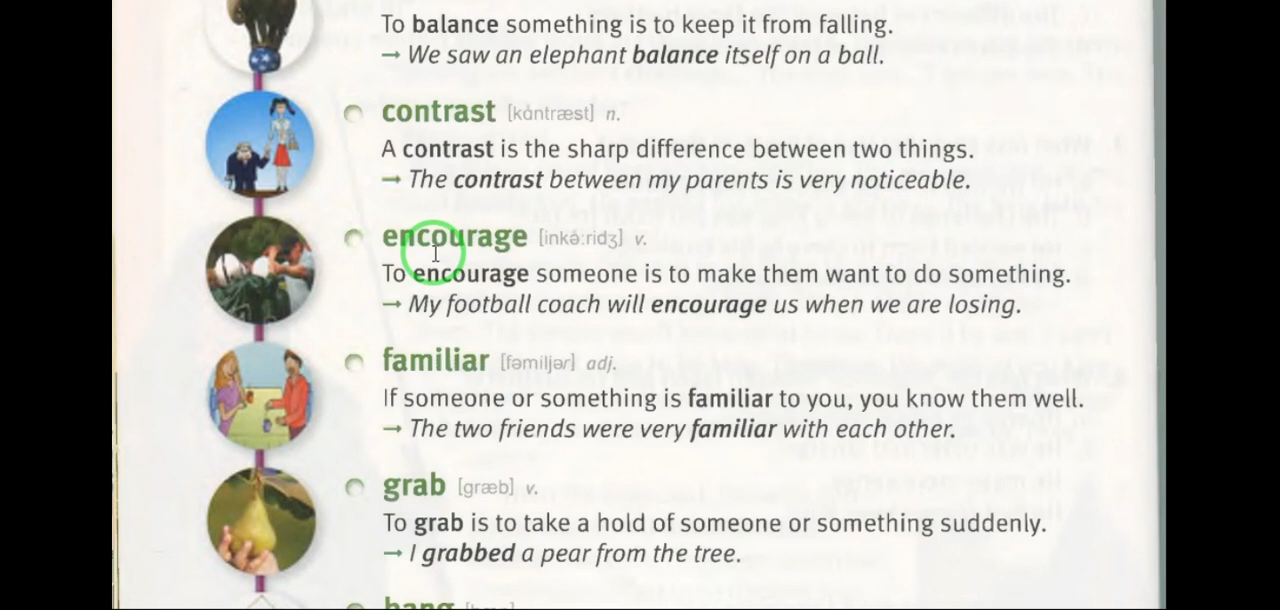 To balance something is to keep it from falling.
→ We saw an elephant balance itself on a ball.
contrast [kάntræst] n.
A contrast is the sharp difference between two things.
→ The contrast between my parents is very noticeable.
encourage [inkə́:ridʒ] v.
To encourage someone is to make them want to do something.
→ My football coach will encourage us when we are losing.
familiar [fəmiljər] adj.
If someone or something is familiar to you, you know them well.
→ The two friends were very familiar with each other.
grab [græb] v.
To grab is to take a hold of someone or something suddenly.
→ I grabbed a pear from the tree.
hang